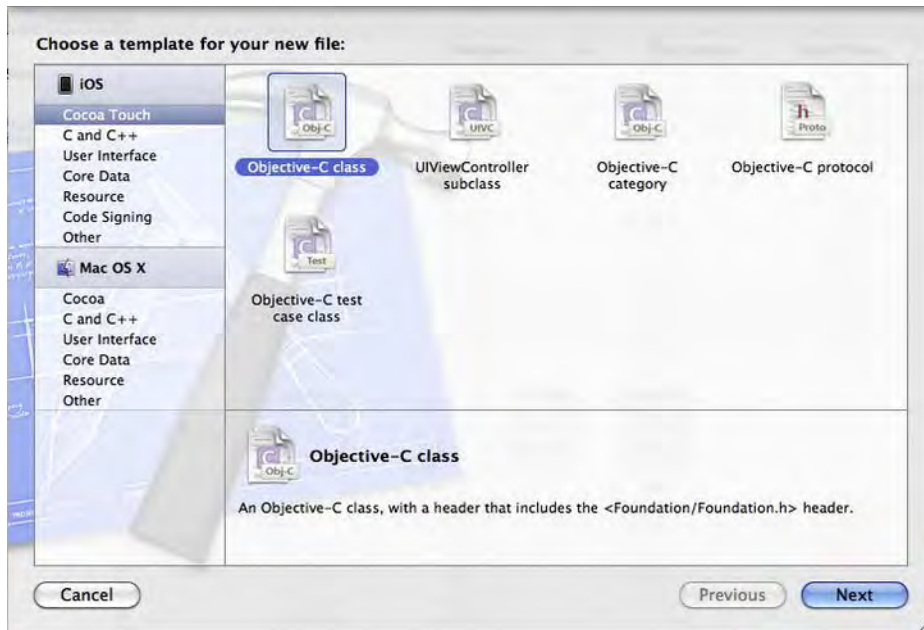 Choose a template for your new file:
iOS
Cocoa Touch
C and C++
User Interface
Core Data
Resource
Code Signing
Other
Mac OS X
Cocoa
C and C++
User Interface
Core Data
Resource
Other
Obj-C
Objective-C class
UIVC
UIViewController
subclass
Obj-C
Objective-C
category
h
Proto
Objective-C protocol
Test
Objective-C test
case class
Obj-C
Objective-C class
An Objective-C class, with a header that includes the <Foundation/Foundation.h> header.
Cancel
Previous
Next